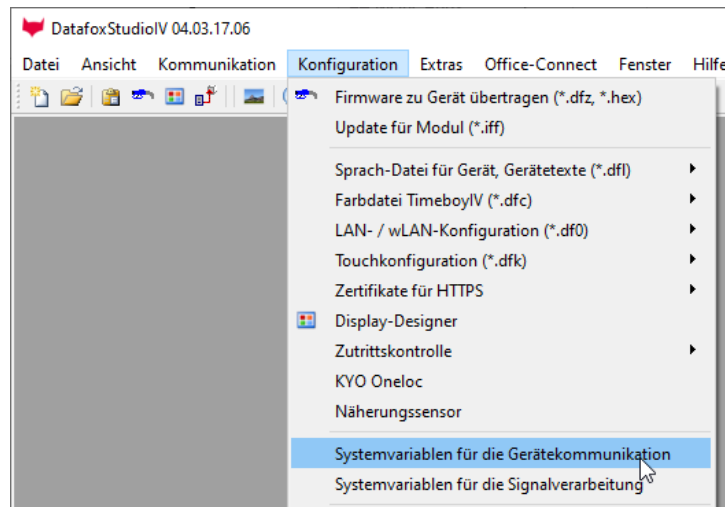 DatafoxStudioIV 04.03.17.06
Datei Ansicht Kommunikation Konfiguration Extras Office-Connect Fenster Hilfe
Firmware zu Gerät übertragen (*.dfz, *.hex)
Update für Modul (*.iff)
Sprach-Datei für Gerät, Gerätetexte (*.dfl)
Farbdatei TimeboyIV (*.dfc)
LAN- / wLAN-Konfiguration (*.df0)
Touchkonfiguration (*.dfk)
Zertifikate für HTTPS
Display-Designer
Zutrittskontrolle
KYO Oneloc
Näherungssensor
Systemvariablen für die Gerätekommunikation
Systemvariablen für die Signalverarbeitung